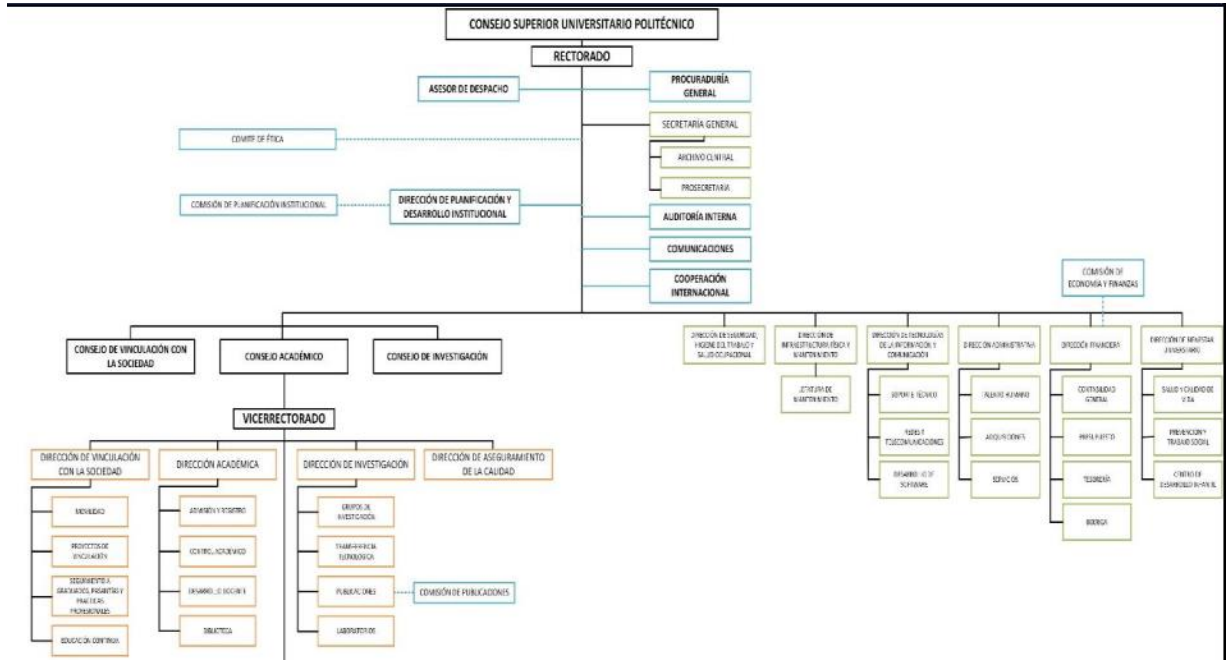 CONSEJO SUPERIOR UNIVERSITARIO POLITÉCNICO
RECTORADO
ASESOR DE DESPACHO
PROCURADURÍA
GENERAL
SECRETARÍA GENERAL
COMITE DE ÉTICA
ARCHIVO CENTRAL
PROSECRETARIA
COMISIÓN DE PLANIFICACIÓN INSTITUCIONAL
DIRECCIÓN DE PLANIFICACIÓN Y
DESARROLLO INSTITUCIONAL
AUDITORÍA INTERNA
COMUNICACIONES
COOPERACIÓN
INTERNACIONAL
COMISIÓN DE
ECONOMÍA Y FINANZAS
CONSEJO DE VINCULACIÓN CON
LA SOCIEDAD
CONSEJO ACADÉMICO
CONSEJO DE INVESTIGACIÓN
DIRECCIÓN DE SEGURIDAD,
HIGIENE DEL TRABAJO Y
SALUD OCUPACIONAL
DIRECCIÓN DE
INFRAESTRUCTURA FÍSICA Y
MANTENIMIENTO
DIRECCIÓN DE TECNOLOGÍAS
DE LA INFORMACIÓN Y
COMUNICACIÓN
DIRECCIÓN ADMINISTRATIVA
DIRECCIÓN FINANCIERA
DIRECCIÓN DE BIENESTAR
UNIVERSITARIO
JEFATURA DE
MANTENIMIENTO
SOPORTE TÉCNICO
REDES Y
TELECOMUNICACIONES
DESARROLLO DE
SOFTWARE
TALENTO HUMANO
ADQUISICIONES
SERVICIOS
CONTABILIDAD
GENERAL
PRESUPUESTO
TESORERÍA
BODEGA
SALUD Y CALIDAD DE
VIDA
PREVENCIÓN Y
TRABAJO SOCIAL
CENTRO DE
DESARROLLO INFANTIL
VICERRECTORADO
DIRECCIÓN DE VINCULACIÓN
CON LA SOCIEDAD
DIRECCIÓN ACADÉMICA
DIRECCIÓN DE INVESTIGACIÓN
DIRECCIÓN DE ASEGURAMIENTO
DE LA CALIDAD
MOVILIDAD
PROYECTOS DE
VINCULACIÓN
SEGUIMIENTO A
GRADUADOS, PASANTÍAS Y
PRÁCTICAS
PROFESIONALES
EDUCACIÓN CONTINUA
ADMISIÓN Y REGISTRO
CONTROL ACADÉMICO
DESARROLLO DOCENTE
BIBLIOTECA
GRUPOS DE
INVESTIGACIÓN
TRANSFERENCIA
TECNOLÓGICA
PUBLICACIONES
COMISIÓN DE PUBLICACIONES
LABORATORIOS